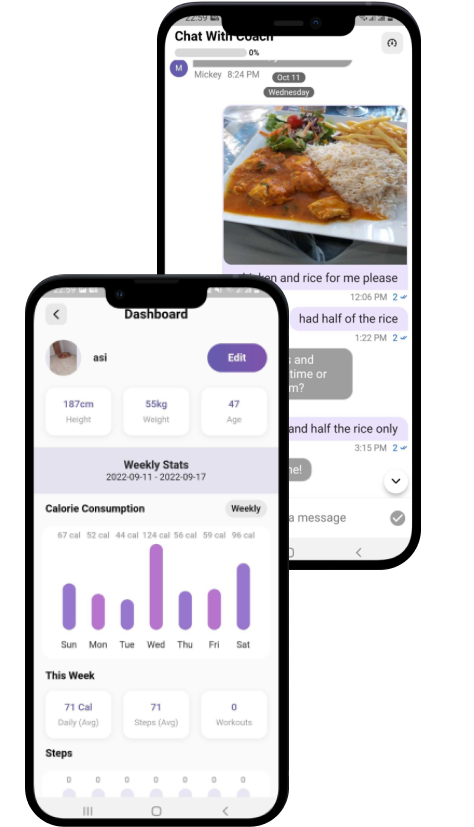 22:59
Chat With Coach
0%
M
Mickey 8:24 PM
Oct 11
Wednesday
and rice for me please
12:06 PM 2
had half of the rice
1:22 PM 2
and
time or
and half the rice only
3:15 PM 2
a message
22:59
Dashboard
asi
Edit
187cm
Height
55kg
Weight
47
Age
Weekly Stats
2022-09-11 - 2022-09-17
Calorie Consumption
Weekly
67 cal 52 cal 44 cal 124 cal 56 cal 59 cal 96 cal
Sun Mon Tue Wed Thu Fri Sat
This Week
71 Cal
Daily (Avg)
71
Steps (Avg)
0
Workouts
Steps
0 0 0 0 0 0 0